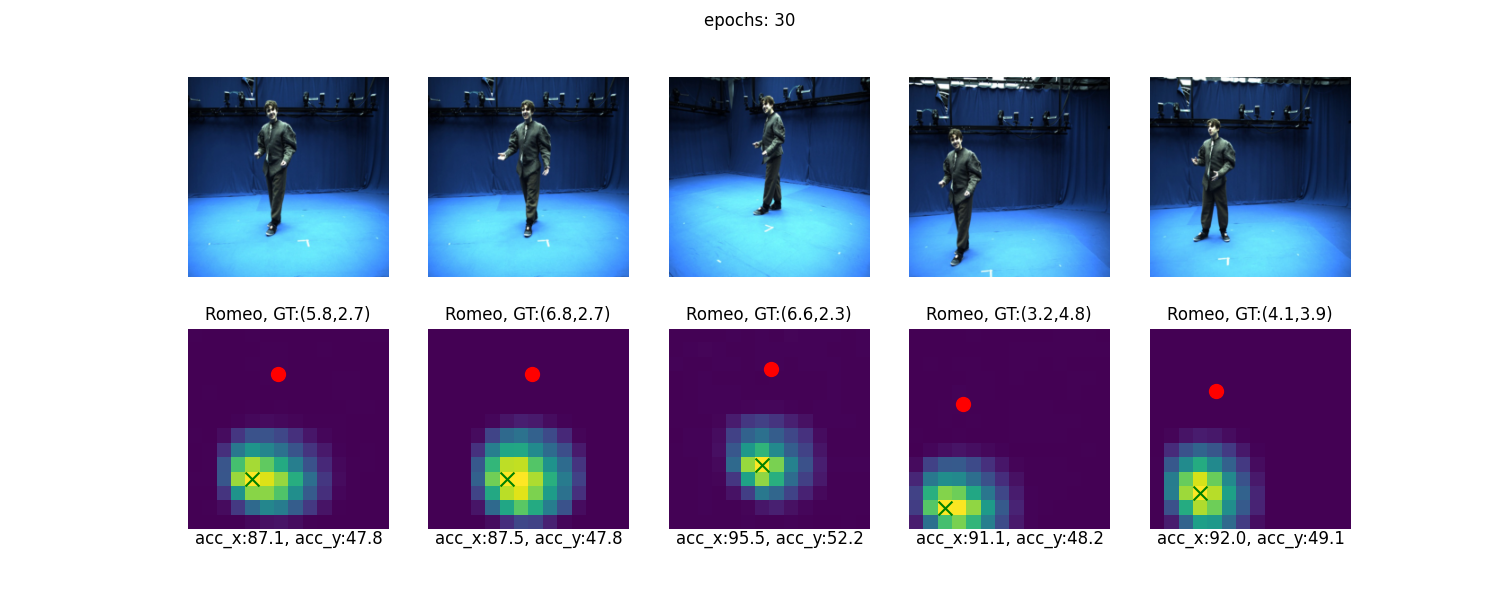 epochs: 30
Romeo, GT:(5.8,2.7)
Romeo, GT:(6.8,2.7)
Romeo, GT:(6.6,2.3)
Romeo, GT:(3.2,4.8)
Romeo, GT:(4.1,3.9)
acc_x:87.1, acc_y:47.8
acc_x:87.5, acc_y:47.8
acc_x:95.5, acc_y:52.2
acc_x:91.1, acc_y:48.2
acc_x:92.0, acc_y:49.1